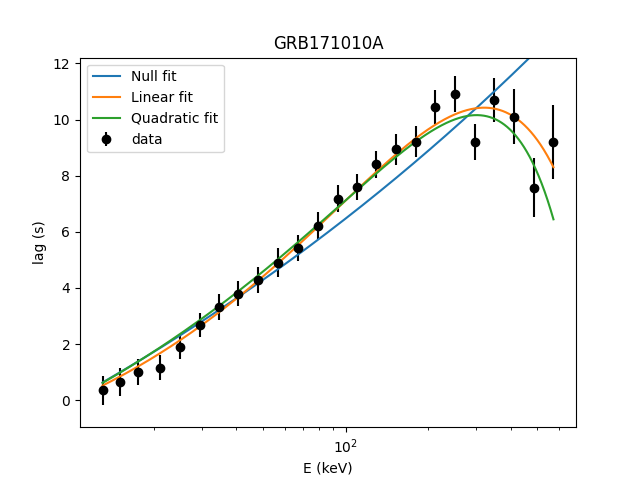 GRB171010A
Null fit
Linear fit
Quadratic fit
data
12
10
8
6
4
2
0
lag (s)
10²
E (keV)